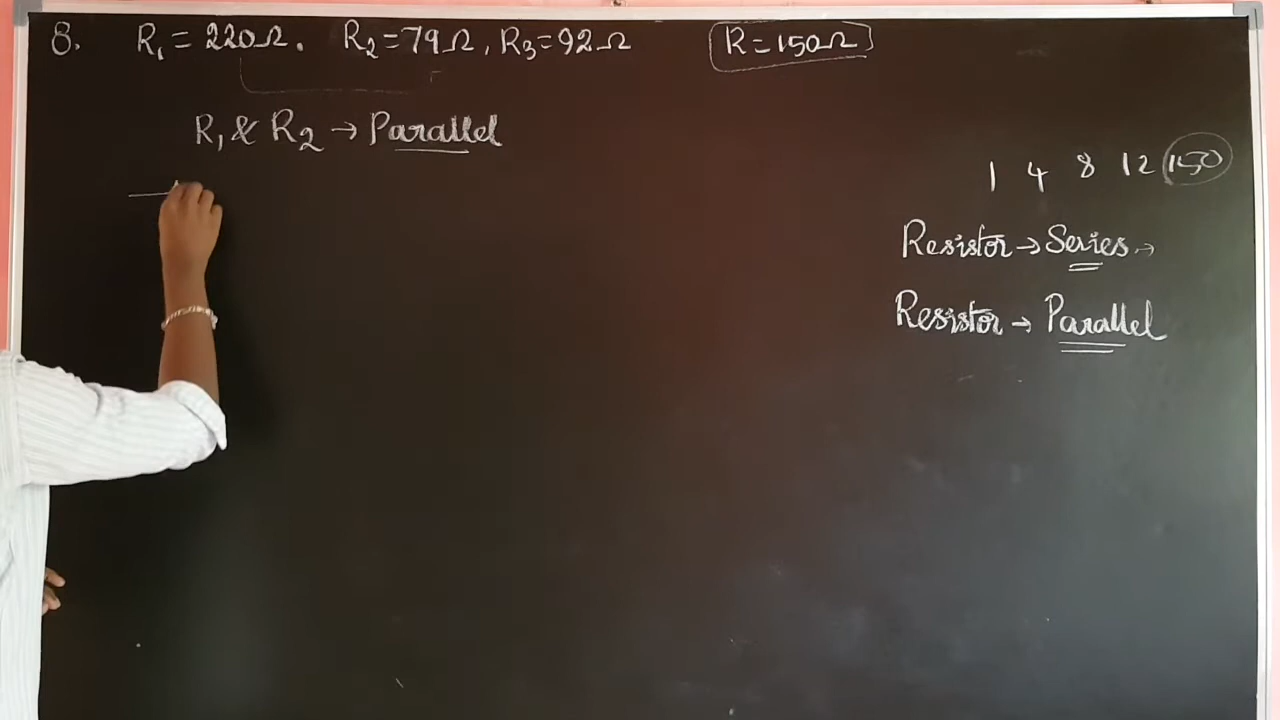 8. R₁ = 220Ω. R₂=79Ω, R₃=92Ω R=150Ω
R₁ & R₂ → Parallel
1 4 8 12 150
Resistor → Series →
Resistor → Parallel